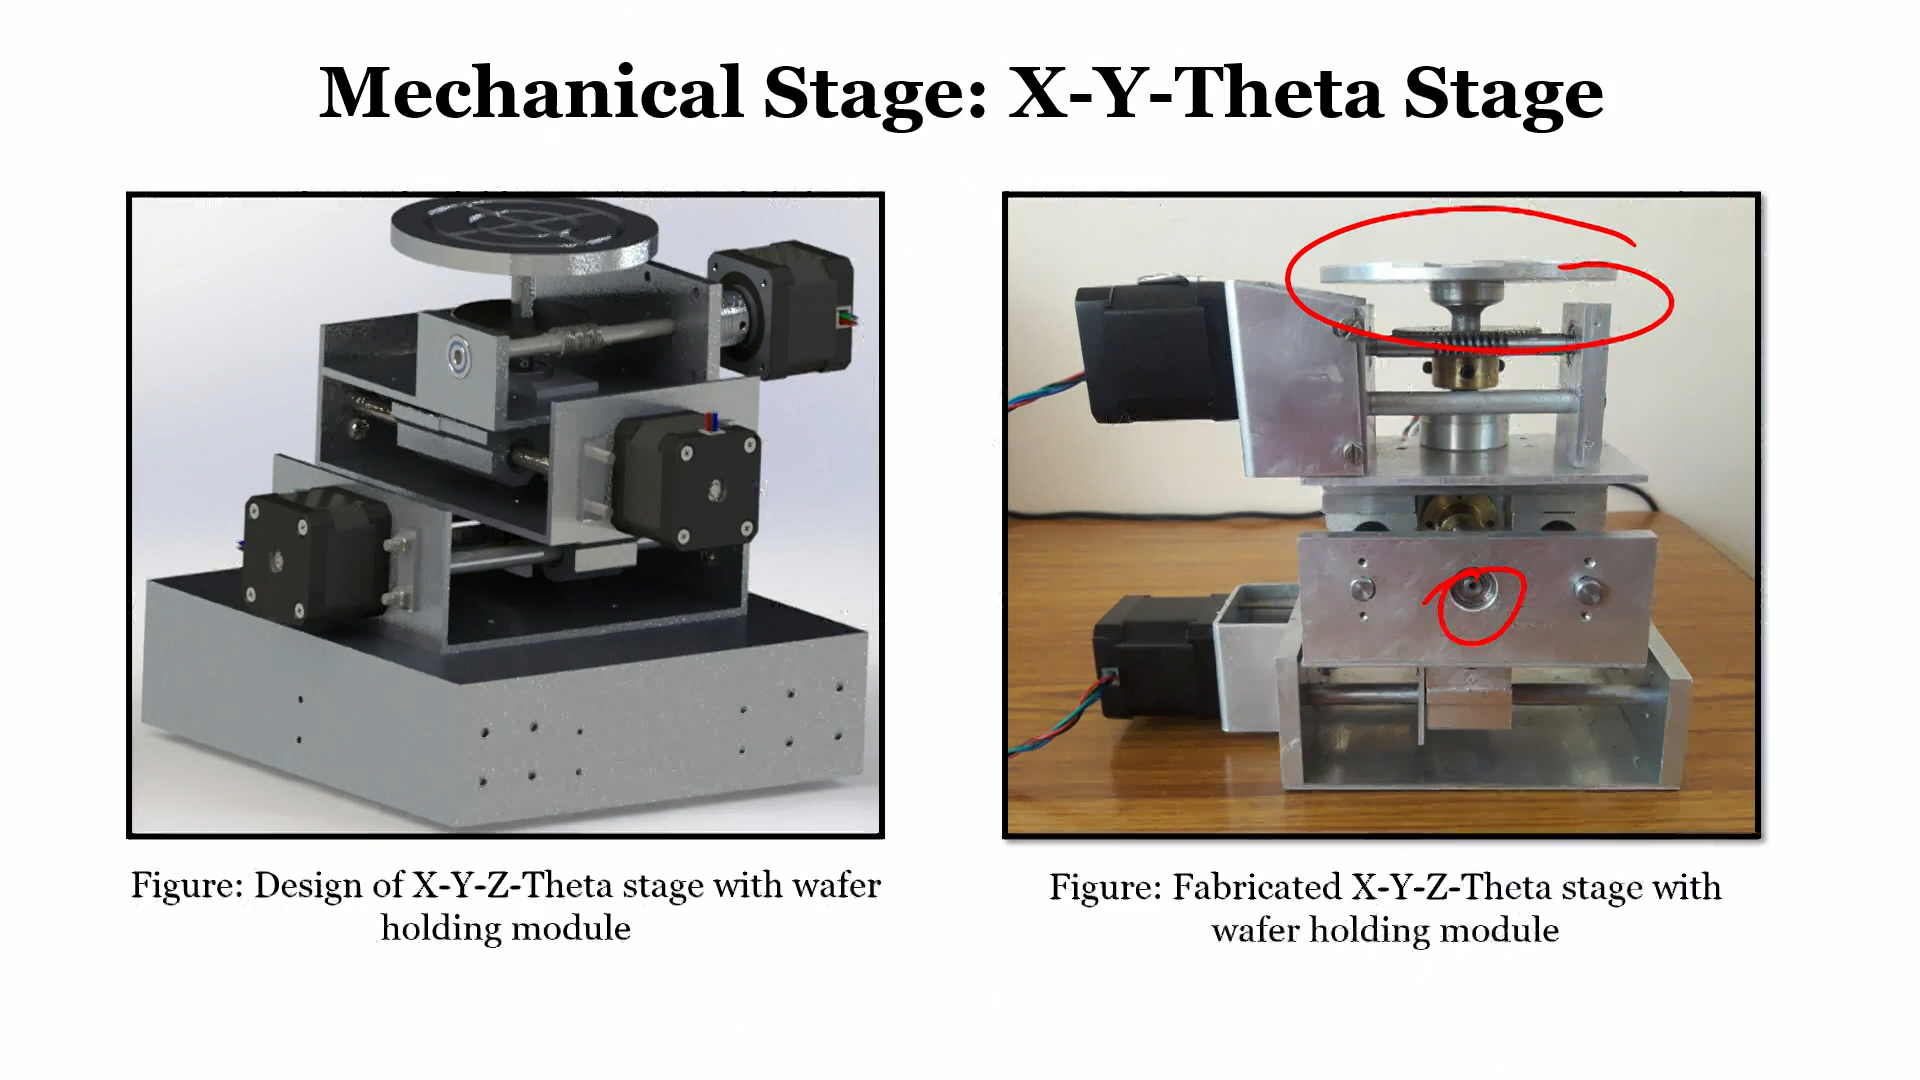 Mechanical Stage: X-Y-Theta Stage
Figure: Design of X-Y-Z-Theta stage with wafer
holding module
Figure: Fabricated X-Y-Z-Theta stage with
wafer holding module